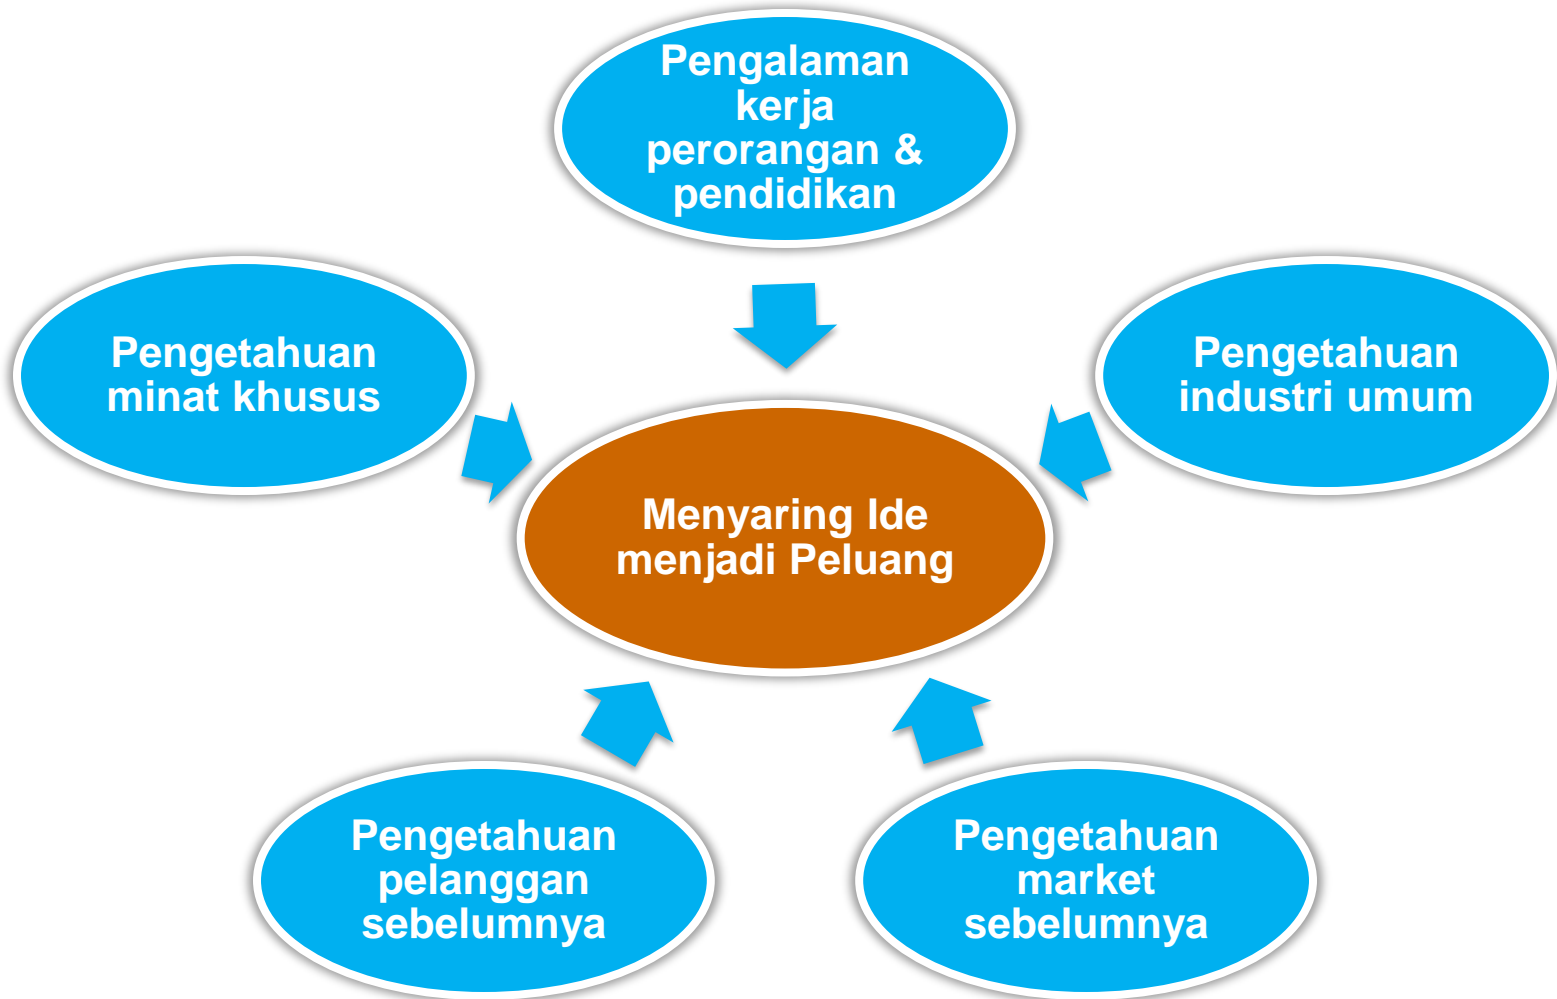 Pengalaman
kerja
perorangan &
pendidikan
Pengetahuan
minat khusus
Pengetahuan
industri umum
Menyaring Ide
menjadi Peluang
Pengetahuan
pelanggan
sebelumnya
Pengetahuan
market
sebelumnya